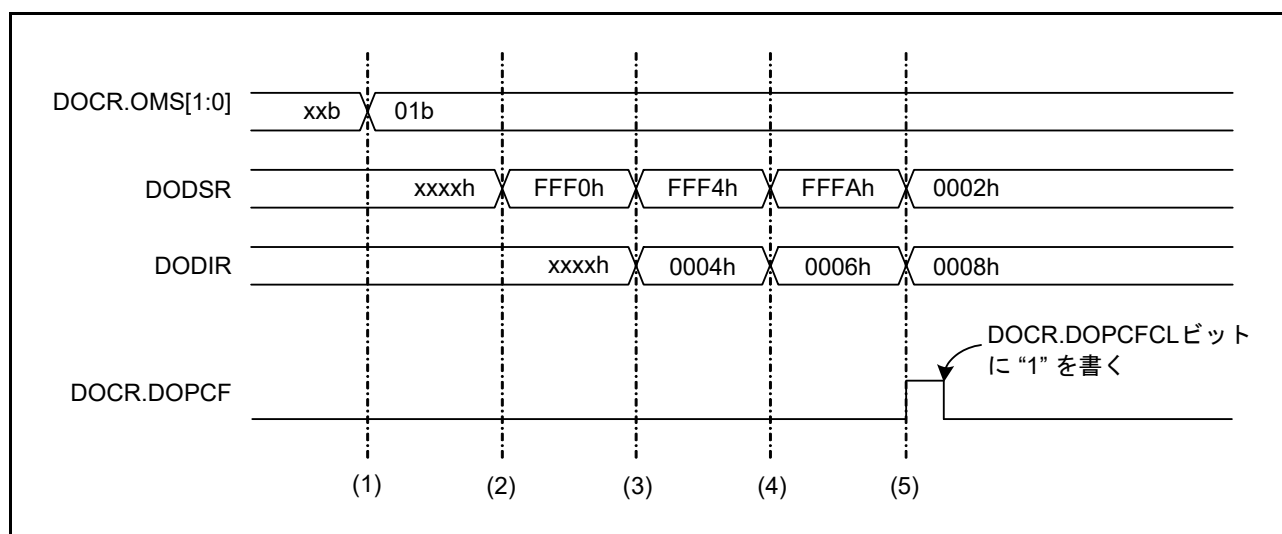 DOCR.OMS[1:0] xxb 01b
DODSR xxxxh FFF0h FFF4h FFFAh 0002h
DODIR xxxxh 0004h 0006h 0008h
DOCR.DOPCFCLビット
に “1” を書く
DOCR.DOPCF
(1) (2) (3) (4) (5)